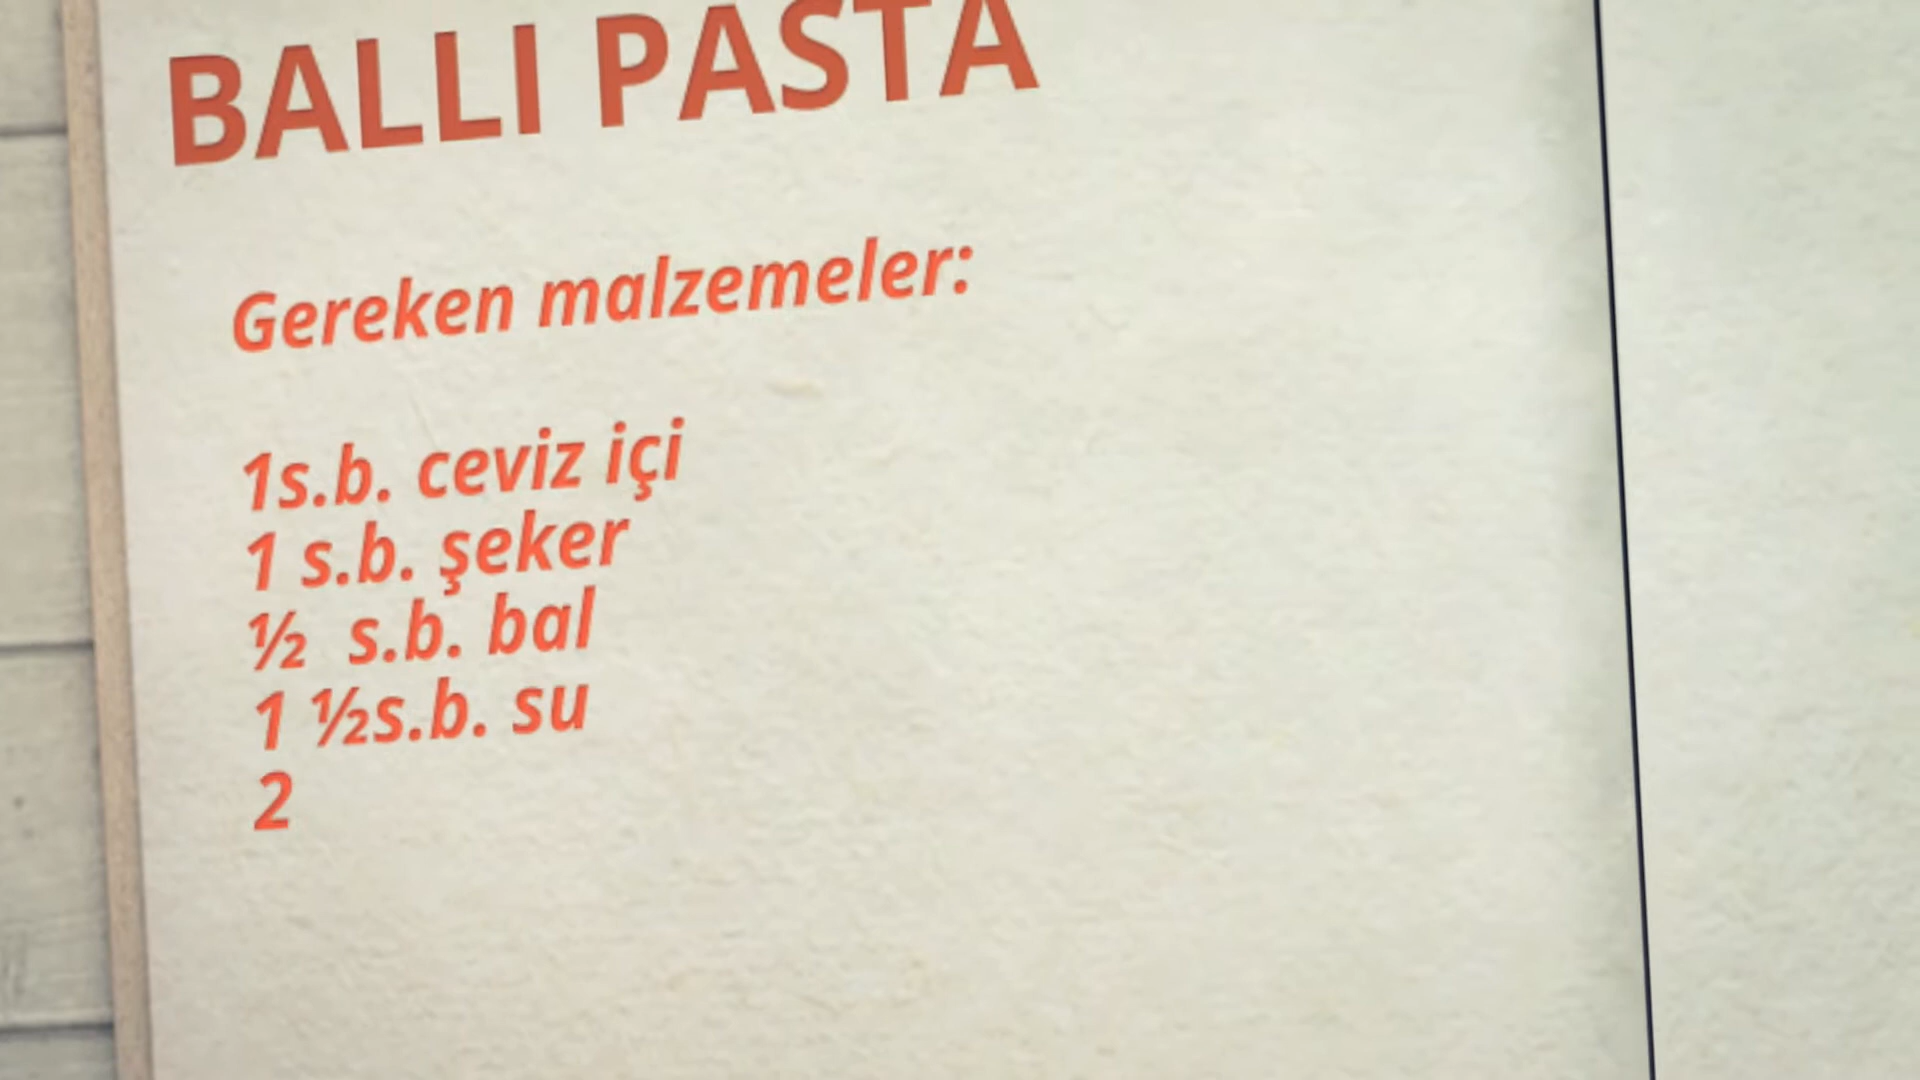 BALLI PASTA
Gereken malzemeler:
1s.b. ceviz içi
1 s.b. şeker
½  s.b. bal
1 ½s.b. su
2